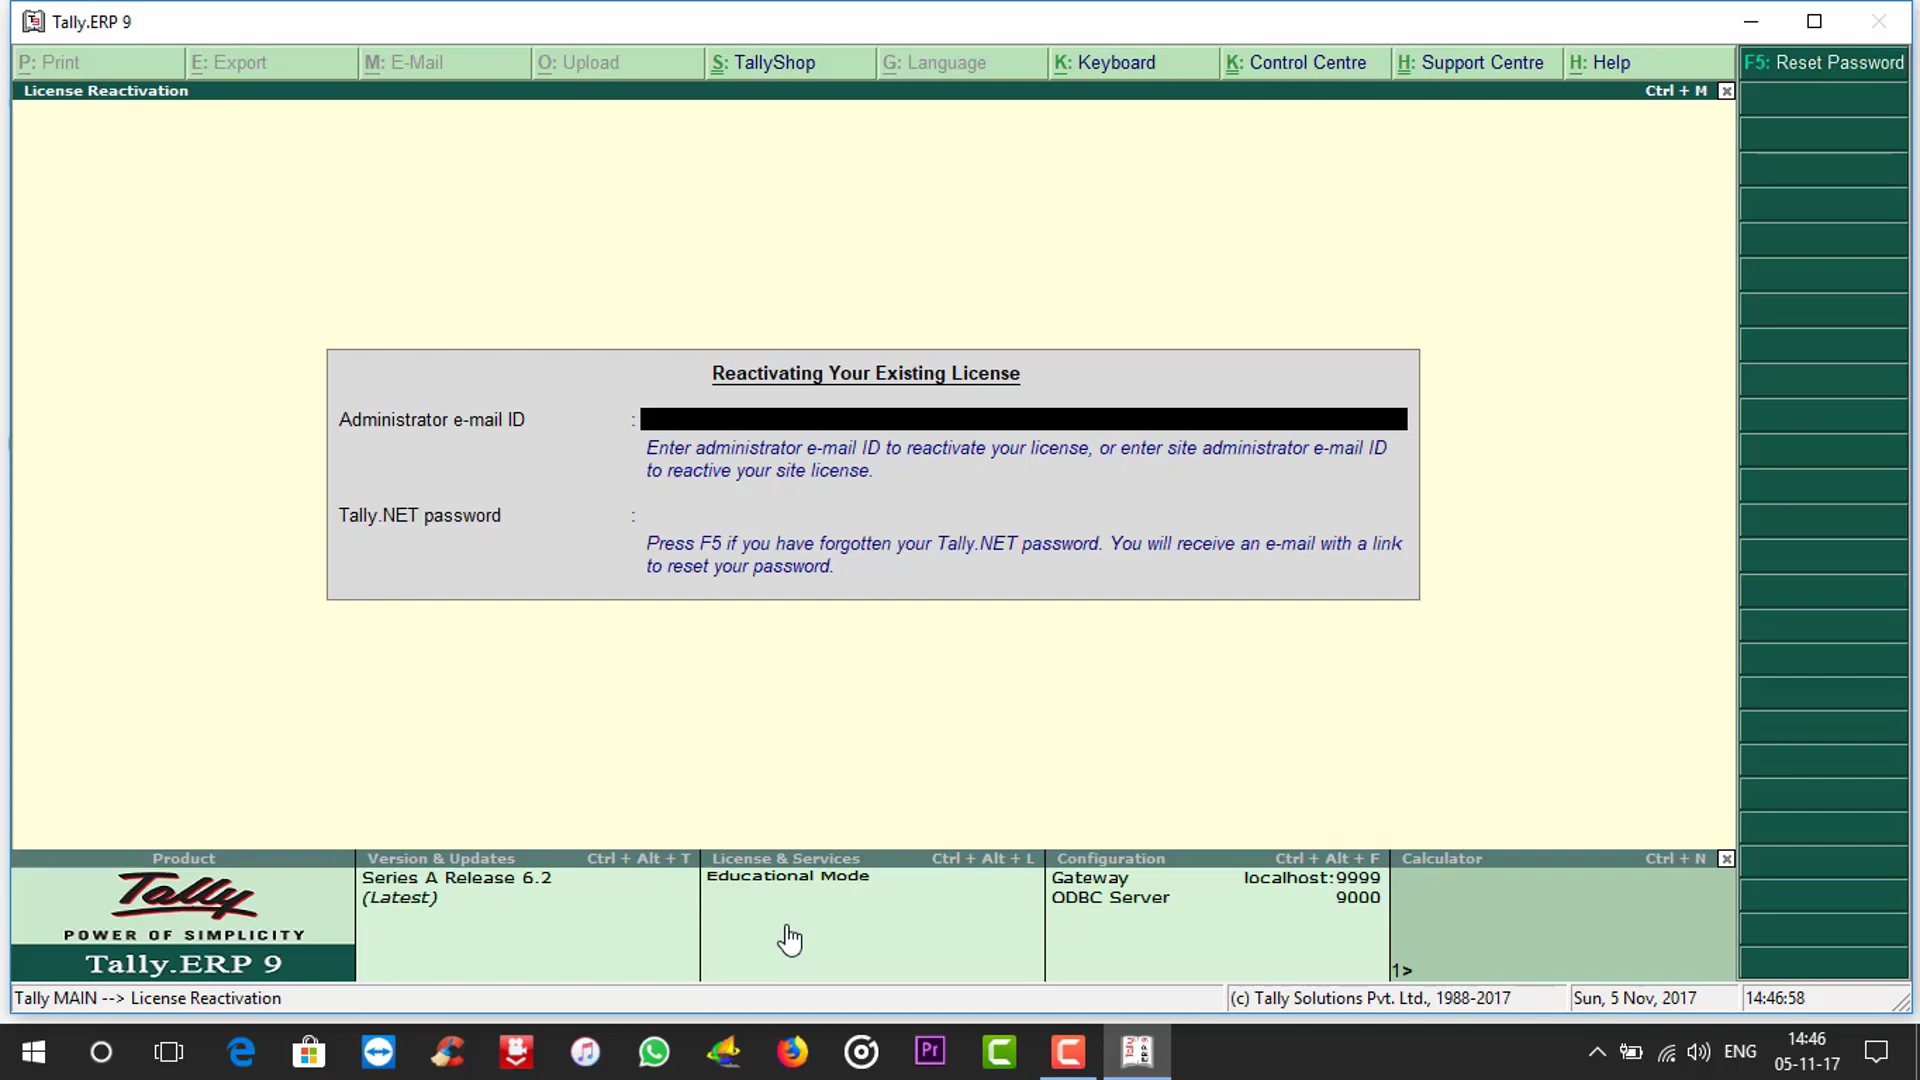 Tally.ERP 9
P: Print E: Export M: E-Mail O: Upload S: TallyShop G: Language K: Keyboard K: Control Centre H: Support Centre H: Help F5: Reset Password
License Reactivation Ctrl + M
Reactivating Your Existing License
Administrator e-mail ID :
Enter administrator e-mail ID to reactivate your license, or enter site administrator e-mail ID
to reactive your site license.
Tally.NET password :
Press F5 if you have forgotten your Tally.NET password. You will receive an e-mail with a link
to reset your password.
Product Version & Updates Ctrl + Alt + T License & Services Ctrl + Alt + L Configuration Ctrl + Alt + F Calculator Ctrl + N
Tally Series A Release 6.2 Educational Mode Gateway localhost:9999
(Latest) ODBC Server 9000
POWER OF SIMPLICITY
Tally.ERP 9
1>
Tally MAIN --> License Reactivation (c) Tally Solutions Pvt. Ltd., 1988-2017 Sun, 5 Nov, 2017 14:46:58
Pr
ENG
14:46
05-11-17